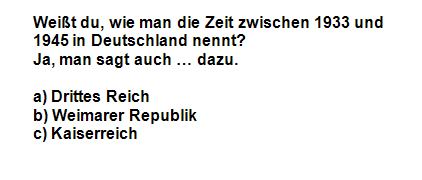 Weißt du, wie man die Zeit zwischen 1933 und
1945 in Deutschland nennt?
Ja, man sagt auch … dazu.
a) Drittes Reich
b) Weimarer Republik
c) Kaiserreich